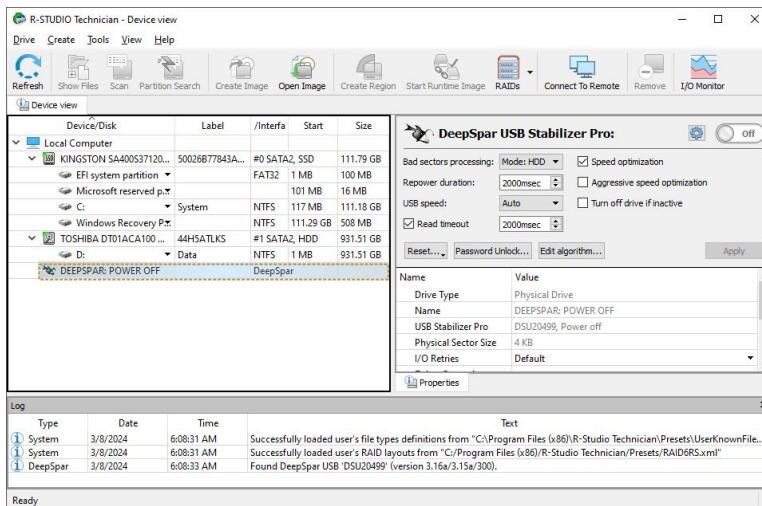 R-STUDIO Technician - Device view
Drive Create Tools View Help
Refresh Show Files Scan Partition Search Create Image Open Image Create Region Start Runtime Image RAIDs Connect To Remote Remove I/O Monitor
Device view
Device/Disk Label /Interfa Start Size
Local Computer
KINGSTON SA400S37120... 50026B77843A... #0 SATA2, SSD 111.79 GB
EFI system partition FAT32 1 MB 100 MB
Microsoft reserved p... 101 MB 16 MB
C: System NTFS 117 MB 111.18 GB
Windows Recovery P... NTFS 111.29 GB 508 MB
TOSHIBA DT01ACA100 ... 44H5ATLKS #1 SATA2, HDD 931.51 GB
D: Data NTFS 1 MB 931.51 GB
DEEPSPAR: POWER OFF DeepSpar
DeepSpar USB Stabilizer Pro: Off
Bad sectors processing: Mode: HDD Speed optimization
Repower duration: 2000msec Aggressive speed optimization
USB speed: Auto Turn off drive if inactive
Read timeout 2000msec
Reset... Password Unlock... Edit algorithm... Apply
Name Value
Drive Type Physical Drive
Name DEEPSPAR: POWER OFF
USB Stabilizer Pro DSU20499, Power off
Physical Sector Size 4 KB
I/O Retries Default
Properties
Log
Type Date Time Text
System 3/8/2024 6:08:31 AM Successfully loaded user's file types definitions from "C:\Program Files (x86)\R-Studio Technician\Presets\UserKnownFile...
System 3/8/2024 6:08:31 AM Successfully loaded user's RAID layouts from "C:/Program Files (x86)/R-Studio Technician/Presets/RAID6RS.xml"
DeepSpar 3/8/2024 6:08:33 AM Found DeepSpar USB 'DSU20499' (version 3.16a/3.15a/300).
Ready